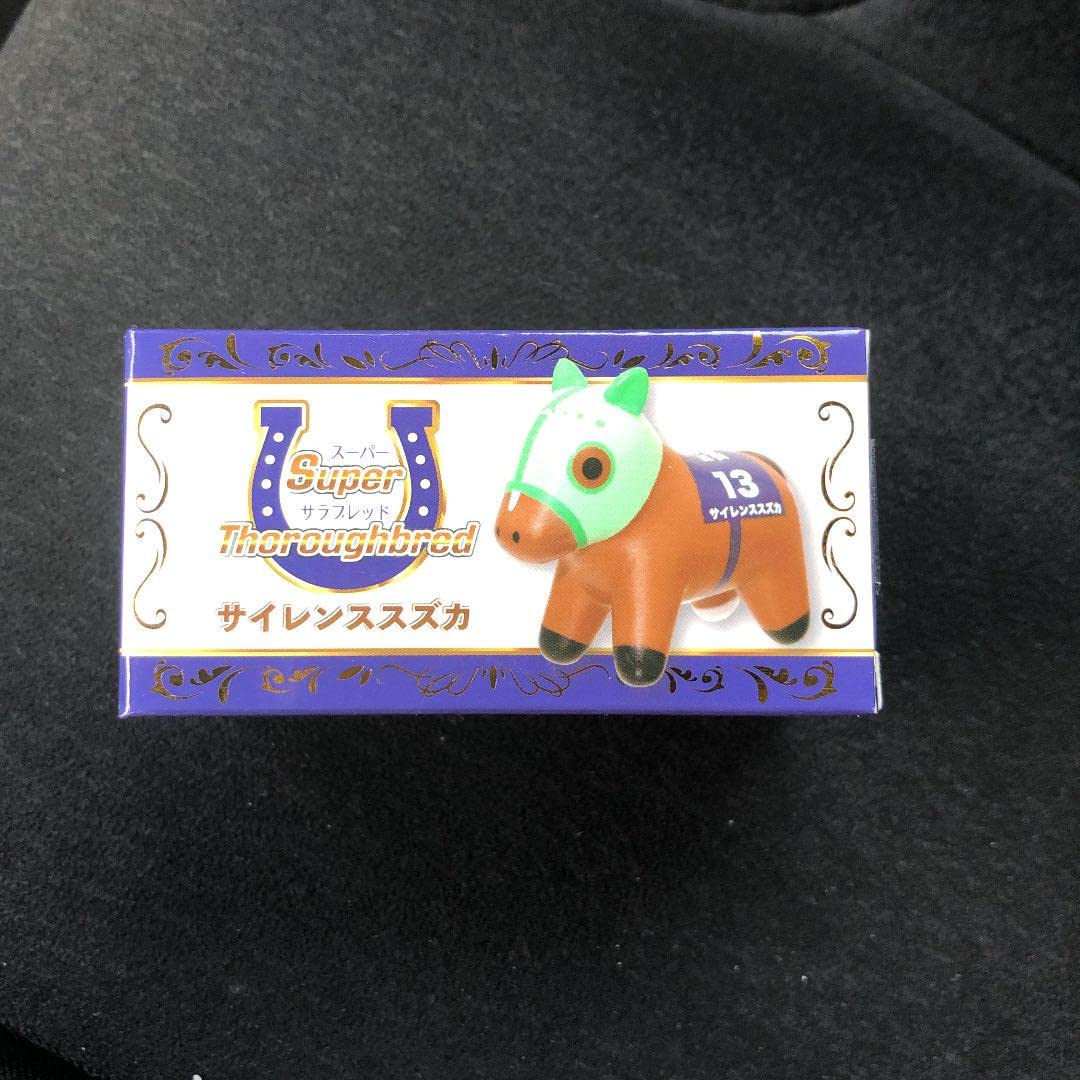 スーパー
Super
サラブレッド
Thoroughbred
サイレンススズカ
13
サイレンススズカ